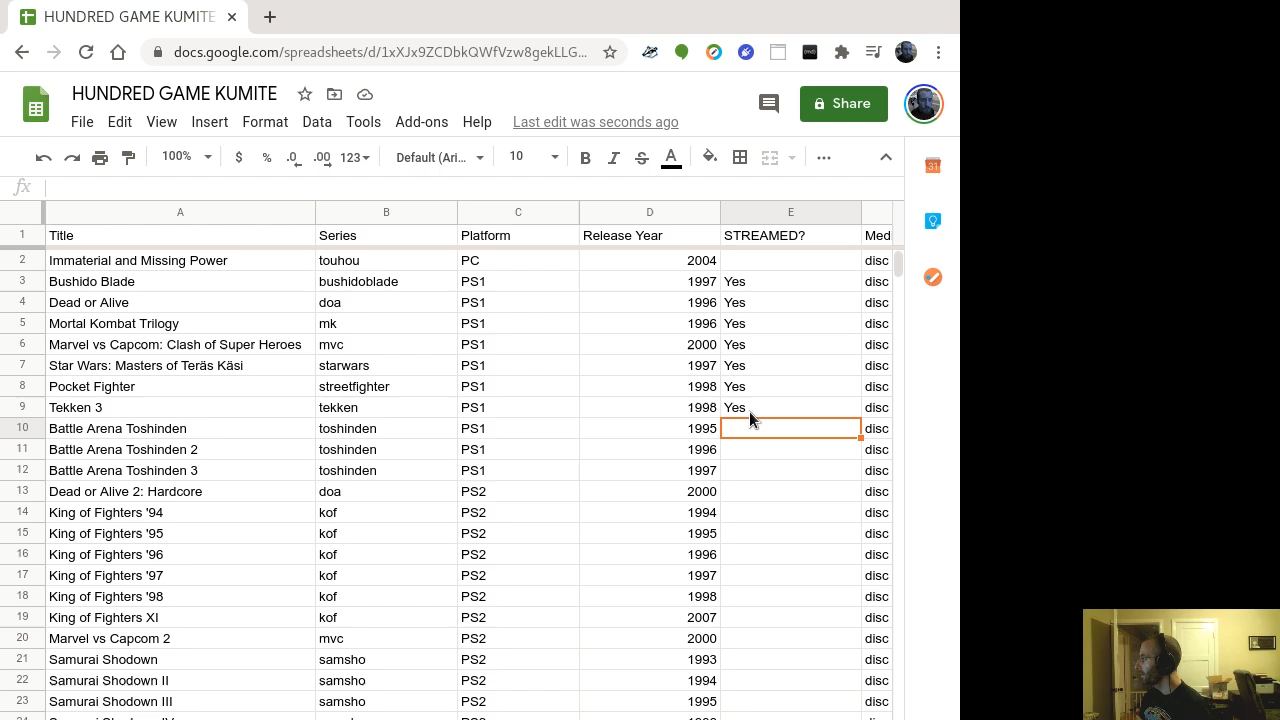 HUNDRED GAME KUMITE
docs.google.com/spreadsheets/d/1xXJx9ZCDbkQWfVzw8gekLLG...
HUNDRED GAME KUMITE
Share
File Edit View Insert Format Data Tools Add-ons Help Last edit was seconds ago
100% $ % .0 .00 123 Default (Ari... 10 B I S A
31
fx
A B C D E
1 Title Series Platform Release Year STREAMED? Med
2 Immaterial and Missing Power touhou PC 2004 disc
3 Bushido Blade bushidoblade PS1 1997 Yes disc
4 Dead or Alive doa PS1 1996 Yes disc
5 Mortal Kombat Trilogy mk PS1 1996 Yes disc
6 Marvel vs Capcom: Clash of Super Heroes mvc PS1 2000 Yes disc
7 Star Wars: Masters of Teräs Käsi starwars PS1 1997 Yes disc
8 Pocket Fighter streetfighter PS1 1998 Yes disc
9 Tekken 3 tekken PS1 1998 Yes disc
10 Battle Arena Toshinden toshinden PS1 1995 disc
11 Battle Arena Toshinden 2 toshinden PS1 1996 disc
12 Battle Arena Toshinden 3 toshinden PS1 1997 disc
13 Dead or Alive 2: Hardcore doa PS2 2000 disc
14 King of Fighters '94 kof PS2 1994 disc
15 King of Fighters '95 kof PS2 1995 disc
16 King of Fighters '96 kof PS2 1996 disc
17 King of Fighters '97 kof PS2 1997 disc
18 King of Fighters '98 kof PS2 1998 disc
19 King of Fighters XI kof PS2 2007 disc
20 Marvel vs Capcom 2 mvc PS2 2000 disc
21 Samurai Shodown samsho PS2 1993 disc
22 Samurai Shodown II samsho PS2 1994 disc
23 Samurai Shodown III samsho PS2 1995 disc